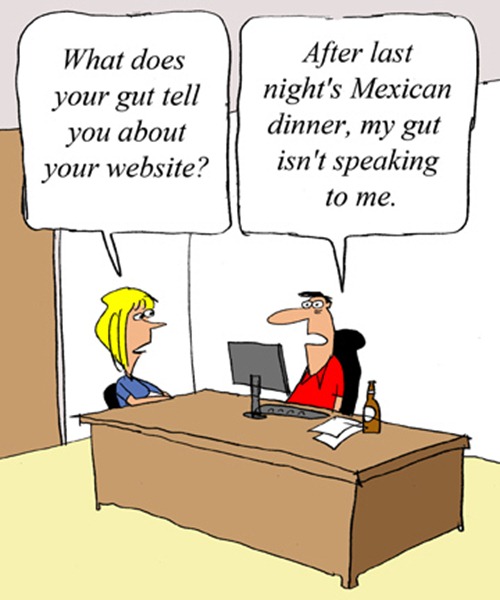 What does
your gut tell
you about
your website?
After last
night's Mexican
dinner, my gut
isn't speaking
to me.